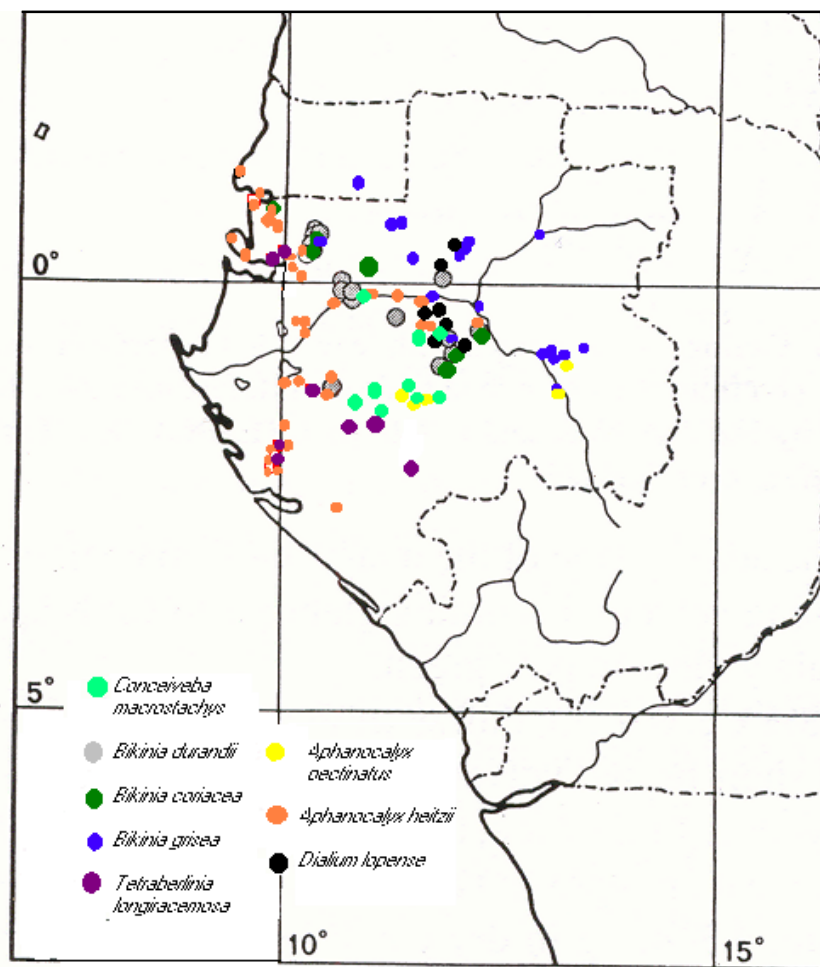 0°
5°
Conceiveba
macrostachys
Bikinia durandii
Bikinia coriacea
Bikinia grisea
Tetraberlinia
longiracemosa
Aphanocalyx
pectinatus
Aphanocalyx heitzii
Dialium lopense
10°
15°